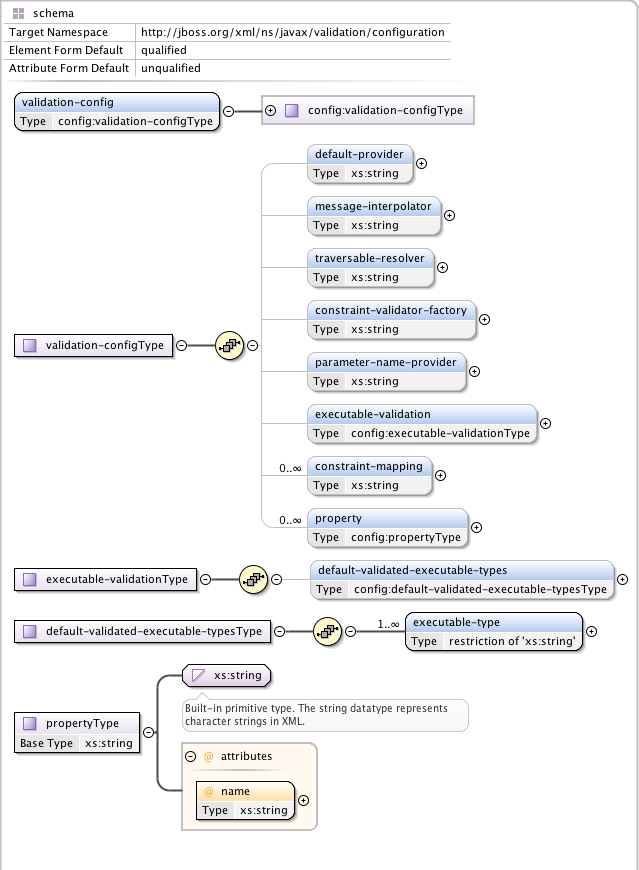 schema
Target Namespace http://jboss.org/xml/ns/javax/validation/configuration
Element Form Default qualified
Attribute Form Default unqualified
validation-config
Type config:validation-configType
config:validation-configType
default-provider
Type xs:string
message-interpolator
Type xs:string
traversable-resolver
Type xs:string
constraint-validator-factory
Type xs:string
validation-configType
parameter-name-provider
Type xs:string
executable-validation
Type config:executable-validationType
0..∞ constraint-mapping
Type xs:string
0..∞ property
Type config:propertyType
executable-validationType
default-validated-executable-types
Type config:default-validated-executable-typesType
default-validated-executable-typesType
1..∞ executable-type
Type restriction of 'xs:string'
xs:string
Built-in primitive type. The string datatype represents
character strings in XML.
propertyType
Base Type xs:string
@ attributes
@ name
Type xs:string